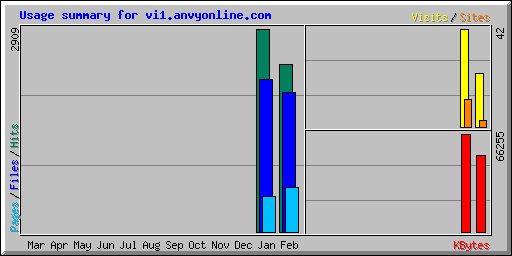 Usage summary for vi1.anvyonline.com
Visits/Sites
2909
42
Pages/Files/Hits
66255
Mar Apr May Jun Jul Aug Sep Oct Nov Dec Jan Feb
KBytes